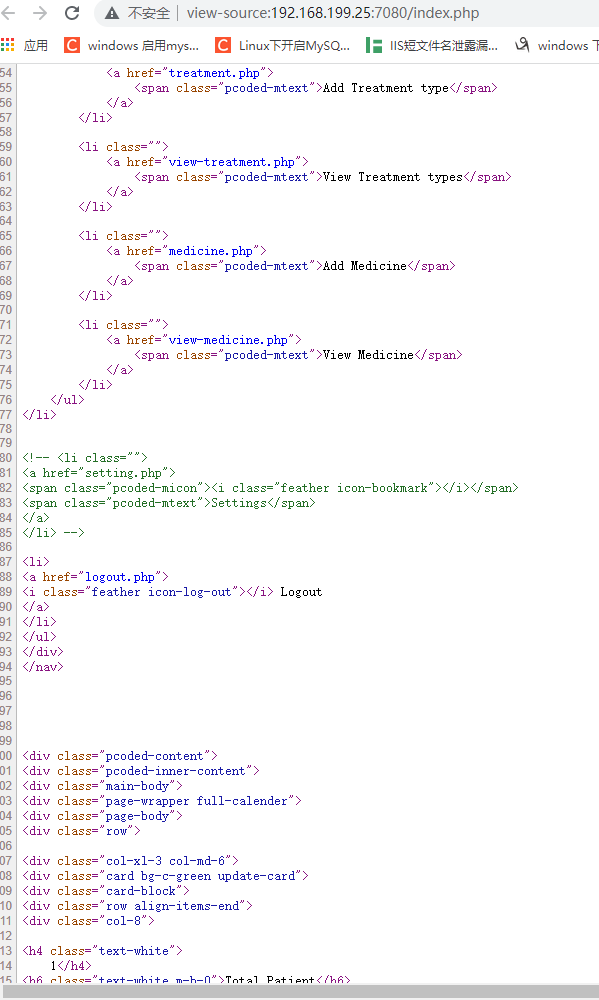 不安全 | view-source:192.168.199.25:7080/index.php
应用 windows 启用mys... Linux下开启MySQ... IIS短文件名泄露漏... windows 下
54 <a href="treatment.php">
55 <span class="pcoded-mtext">Add Treatment type</span>
56 </a>
57 </li>
58
59 <li class="">
60 <a href="view-treatment.php">
61 <span class="pcoded-mtext">View Treatment types</span>
62 </a>
63 </li>
64
65 <li class="">
66 <a href="medicine.php">
67 <span class="pcoded-mtext">Add Medicine</span>
68 </a>
69 </li>
70
71 <li class="">
72 <a href="view-medicine.php">
73 <span class="pcoded-mtext">View Medicine</span>
74 </a>
75 </li>
76 </ul>
77 </li>
78
79
80 <!-- <li class="">
81 <a href="setting.php">
82 <span class="pcoded-micon"><i class="feather icon-bookmark"></i></span>
83 <span class="pcoded-mtext">Settings</span>
84 </a>
85 </li> -->
86
87 <li>
88 <a href="logout.php">
89 <i class="feather icon-log-out"></i> Logout
90 </a>
91 </li>
92 </ul>
93 </div>
94 </nav>
95
96
97
98
99
00 <div class="pcoded-content">
01 <div class="pcoded-inner-content">
02 <div class="main-body">
03 <div class="page-wrapper full-calender">
04 <div class="page-body">
05 <div class="row">
06
07 <div class="col-xl-3 col-md-6">
08 <div class="card bg-c-green update-card">
09 <div class="card-block">
10 <div class="row align-items-end">
11 <div class="col-8">
12
13 <h4 class="text-white">
14 1</h4>
15 <h6 class="text-white m-b-0">Total Patient</h6>